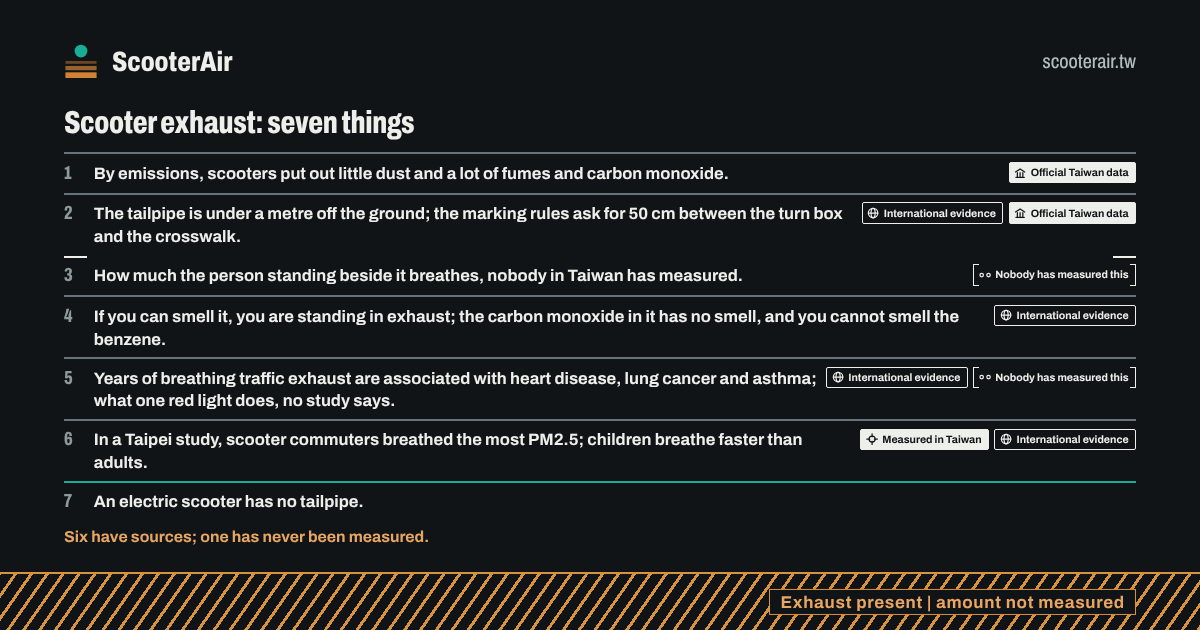 ScooterAir
scooterair.tw
Scooter exhaust: seven things
1 By emissions, scooters put out little dust and a lot of fumes and carbon monoxide. Official Taiwan data
2 The tailpipe is under a metre off the ground; the marking rules ask for 50 cm between the turn box International evidence Official Taiwan data
and the crosswalk.
3 How much the person standing beside it breathes, nobody in Taiwan has measured. Nobody has measured this
4 If you can smell it, you are standing in exhaust; the carbon monoxide in it has no smell, and you cannot smell the International evidence
benzene.
5 Years of breathing traffic exhaust are associated with heart disease, lung cancer and asthma; International evidence Nobody has measured this
what one red light does, no study says.
6 In a Taipei study, scooter commuters breathed the most PM2.5; children breathe faster than Measured in Taiwan International evidence
adults.
7 An electric scooter has no tailpipe.
Six have sources; one has never been measured.
Exhaust present | amount not measured